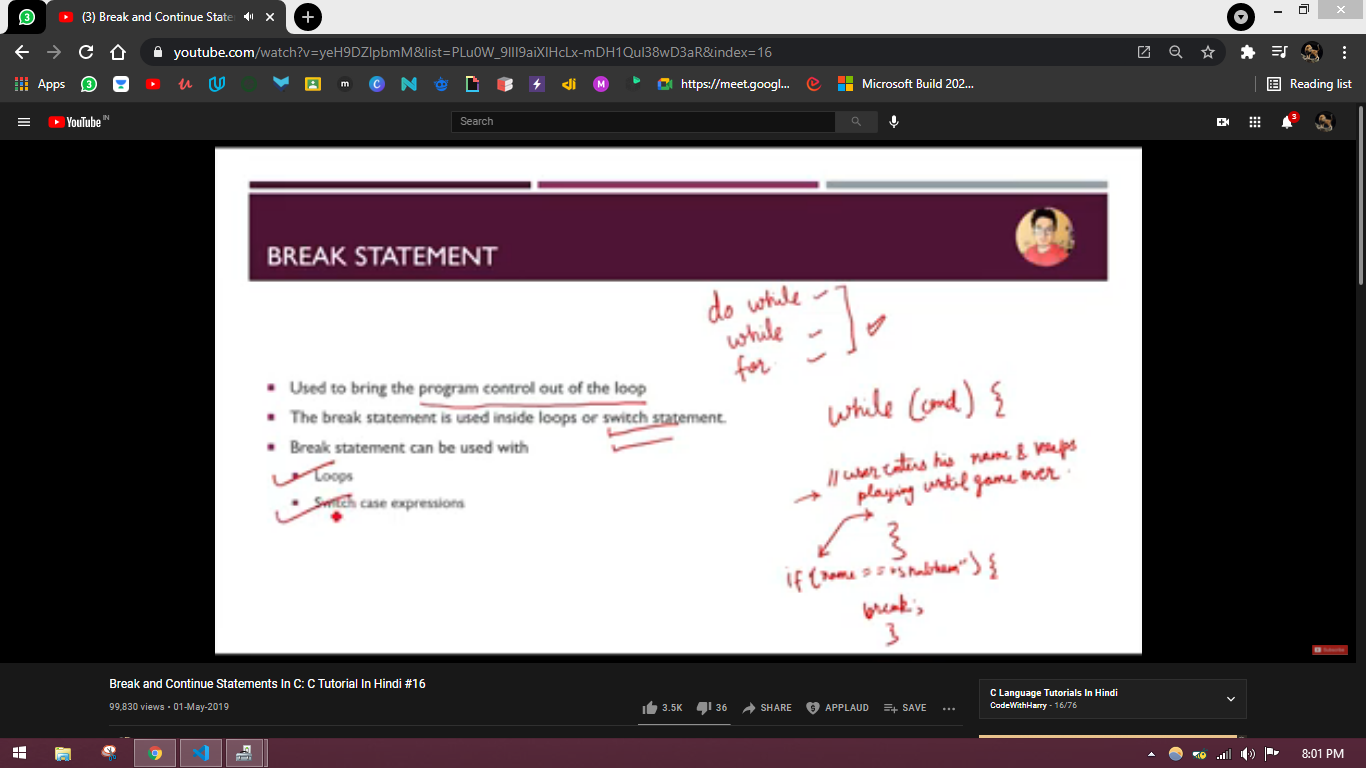 (3) Break and Continue State
youtube.com/watch?v=yeH9DZlpbmM&list=PLu0W_9lII9aiXlHcLx-mDH1Qul38wD3aR&index=16
Apps
https://meet.googl...
Microsoft Build 202...
Reading list
YouTube IN
Search
3
BREAK STATEMENT
do while
while
for
Used to bring the program control out of the loop
The break statement is used inside loops or switch statement.
Break statement can be used with
Loops
Switch case expressions
while (cond) {
// user enters his name & keeps
playing until game over.
}
if (name == "shubham") {
break;
}
Subscribe
Break and Continue Statements In C: C Tutorial In Hindi #16
99,830 views • 01-May-2019
3.5K
36
SHARE
APPLAUD
SAVE
C Language Tutorials In Hindi
CodeWithHarry - 16/76
8:01 PM